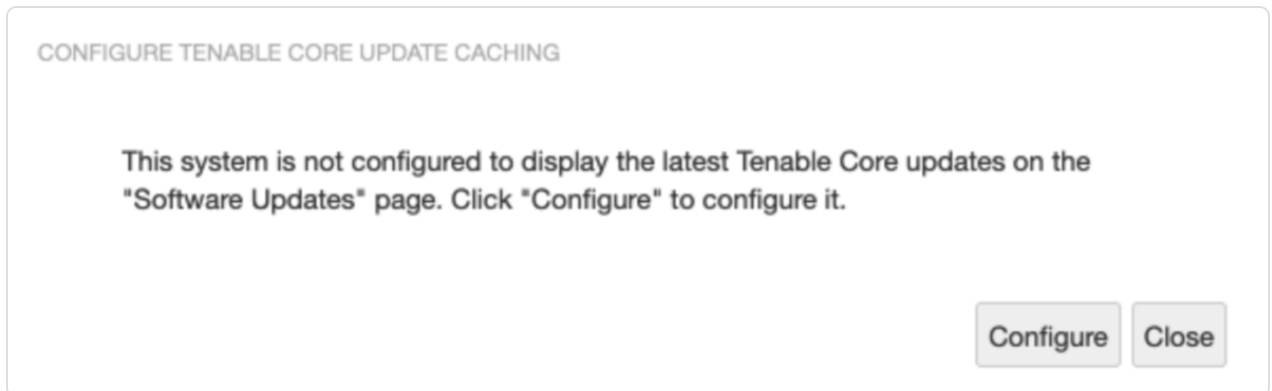 CONFIGURE TENABLE CORE UPDATE CACHING
This system is not configured to display the latest Tenable Core updates on the
"Software Updates" page. Click "Configure" to configure it.
Configure Close